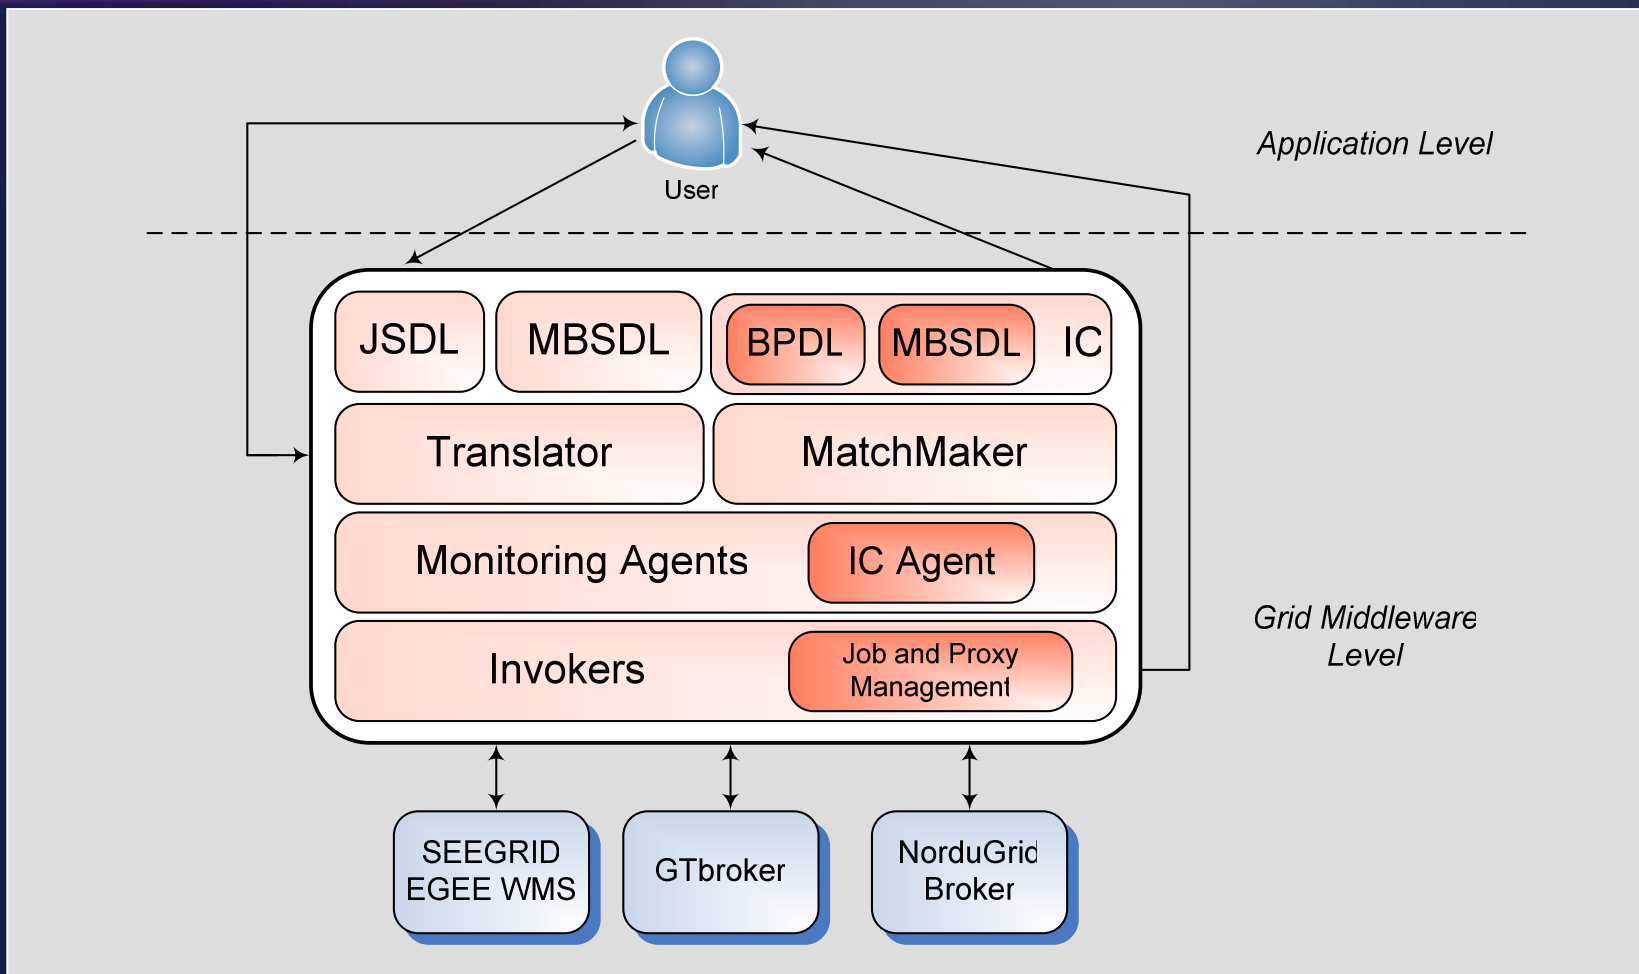 Application Level
User
JSDL
MBSDL
BPDL
MBSDL
IC
Translator
MatchMaker
Monitoring Agents
IC Agent
Invokers
Job and Proxy
Management
Grid Middleware
Level
SEEGRID
EGEE WMS
GTbroker
NorduGrid
Broker